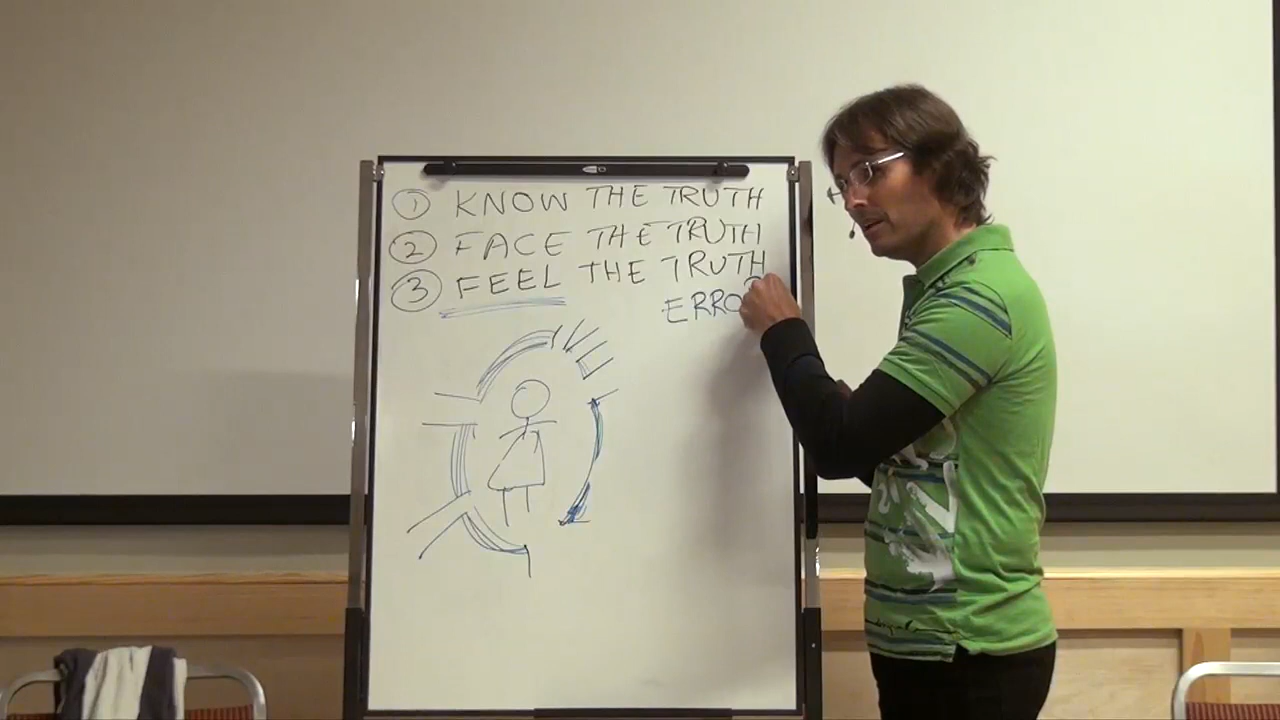 ① KNOW THE TRUTH
② FACE THE TRUTH
③ FEEL THE TRUTH
ERRO